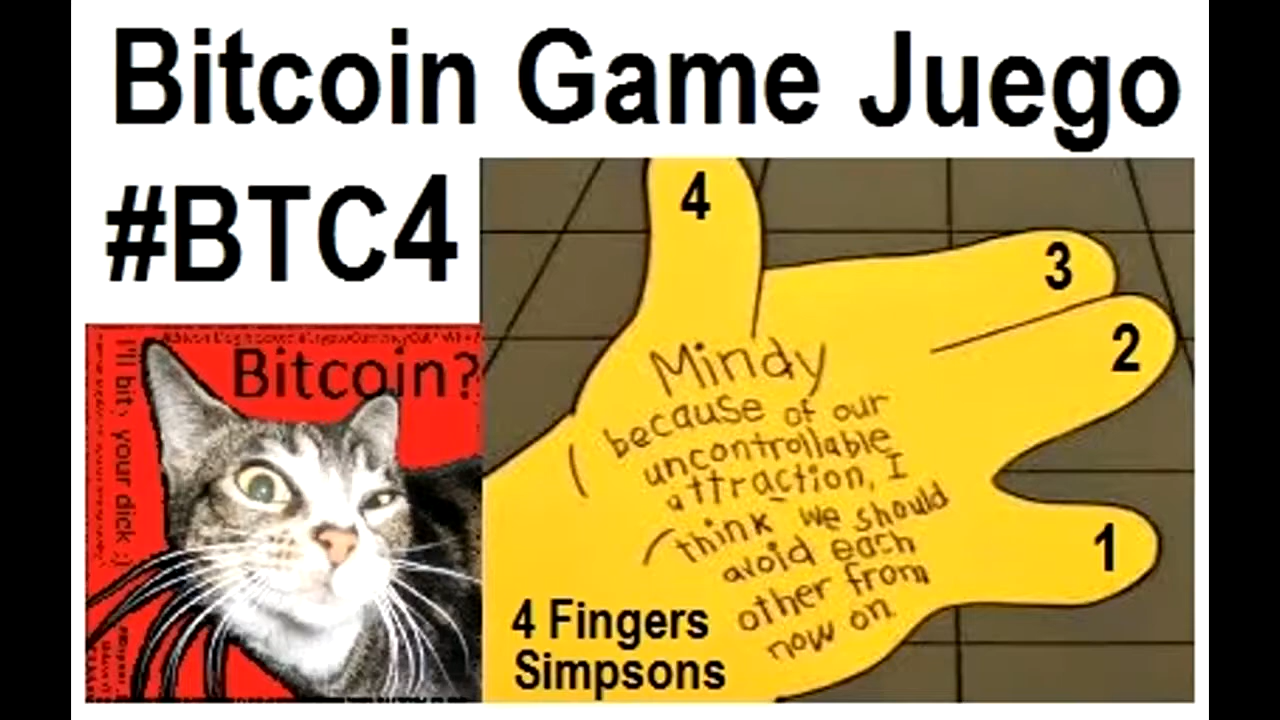 Bitcoin Game Juego
#BTC4
4
3
2
1
Mindy
because of our
uncontrollable
attraction, I
think we should
avoid each
other from
now on
4 Fingers
Simpsons
Bitcoin?
I'll bit, your dick ;)